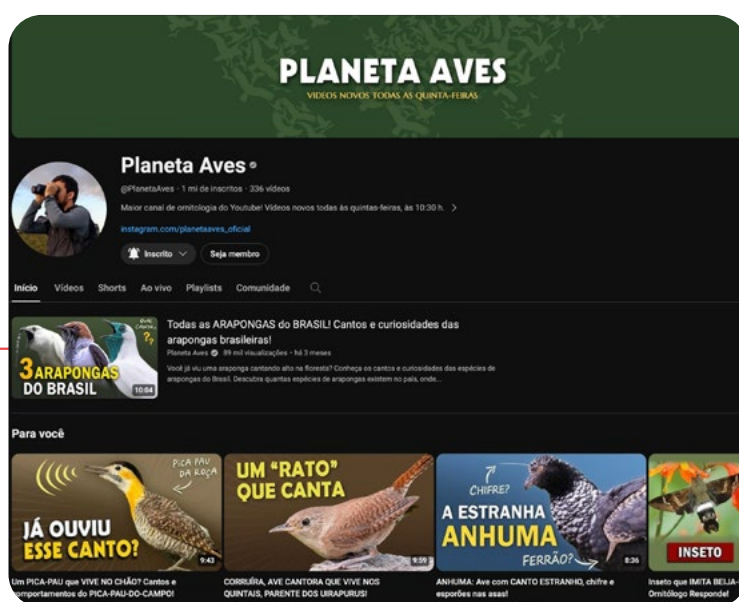 PLANETA AVES
VIDEOS NOVOS TODAS AS QUINTA-FEIRAS
Planeta Aves
@PlanetaAves · 1 mi de inscritos · 336 vídeos
Maior canal de ornitologia do Youtube! Vídeos novos todas às quintas-feiras, às 10:30 h. >
instagram.com/planetaaves_oficial
Inscrito
Seja membro
Início Vídeos Shorts Ao vivo Playlists Comunidade
QUAL CANTA...
??
3 ARAPONGAS
DO BRASIL
10:04
Todas as ARAPONGAS do BRASIL! Cantos e curiosidades das
arapongas brasileiras!
Planeta Aves 89 mil visualizações · há 3 meses
Você já viu uma araponga cantando alto na floresta? Conheça os cantos e curiosidades das espécies de
arapongas do Brasil. Descubra quantas espécies de arapongas existem no país, onde...
Para você
PICA PAU
DA ROÇA
JÁ OUVIU
ESSE CANTO?
9:43
Um PICA-PAU que VIVE NO CHÃO? Cantos e
comportamentos do PICA-PAU-DO-CAMPO!
UM "RATO"
QUE CANTA
9:59
CORRUÍRA, AVE CANTORA QUE VIVE NOS
QUINTAIS, PARENTE DOS UIRAPURUS!
CHIFRE?
A ESTRANHA
ANHUMA
FERRÃO?
8:36
ANHUMA: Ave com CANTO ESTRANHO, chifre e
esporões nas asas!
INSETO
Inseto que IMITA BEIJA-
Ornitólogo Responde!